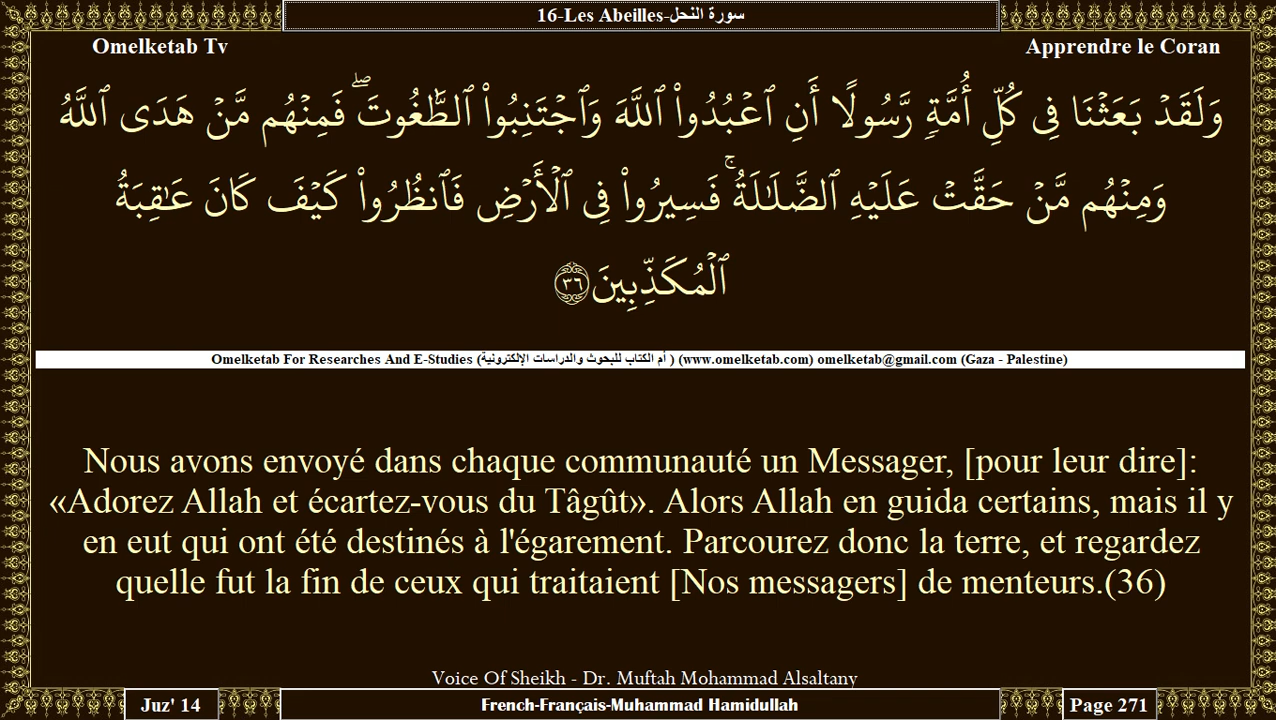 16-Les Abeilles-سورة النحل
Omelketab Tv
Apprendre le Coran
وَلَقَدْ بَعَثْنَا فِى كُلِّ أُمَّةٍ رَّسُولًا أَنِ ٱعْبُدُوا۟ ٱللَّهَ وَٱجْتَنِبُوا۟ ٱلطَّـٰغُوتَ ۖ فَمِنْهُم مَّنْ هَدَى ٱللَّهُ
وَمِنْهُم مَّنْ حَقَّتْ عَلَيْهِ ٱلضَّلَـٰلَةُ ۚ فَسِيرُوا۟ فِى ٱلْأَرْضِ فَٱنظُرُوا۟ كَيْفَ كَانَ عَـٰقِبَةُ
ٱلْمُكَذِّبِينَ ٣٦
Omelketab For Researches And E-Studies (أم الكتاب للبحوث والدراسات الإلكترونية ) (www.omelketab.com) omelketab@gmail.com (Gaza - Palestine)
Nous avons envoyé dans chaque communauté un Messager, [pour leur dire]:
«Adorez Allah et écartez-vous du Tâgût». Alors Allah en guida certains, mais il y
en eut qui ont été destinés à l'égarement. Parcourez donc la terre, et regardez
quelle fut la fin de ceux qui traitaient [Nos messagers] de menteurs.(36)
Voice Of Sheikh - Dr. Muftah Mohammad Alsaltany
Juz' 14
French-Français-Muhammad Hamidullah
Page 271